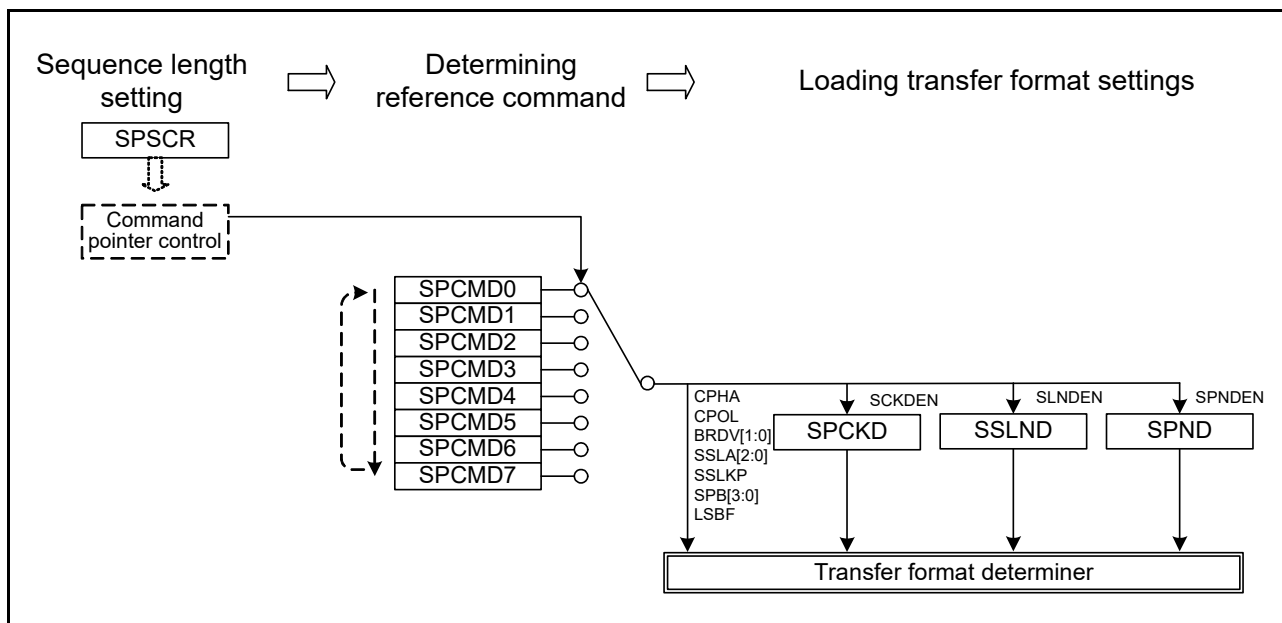 Sequence length
setting
Determining
reference command
Loading transfer format settings
SPSCR
Command
pointer control
SPCMD0
SPCMD1
SPCMD2
SPCMD3
SPCMD4
SPCMD5
SPCMD6
SPCMD7
CPHA
CPOL
BRDV[1:0]
SSLA[2:0]
SSLKP
SPB[3:0]
LSBF
SCKDEN
SPCKD
SLNDEN
SSLND
SPNDEN
SPND
Transfer format determiner